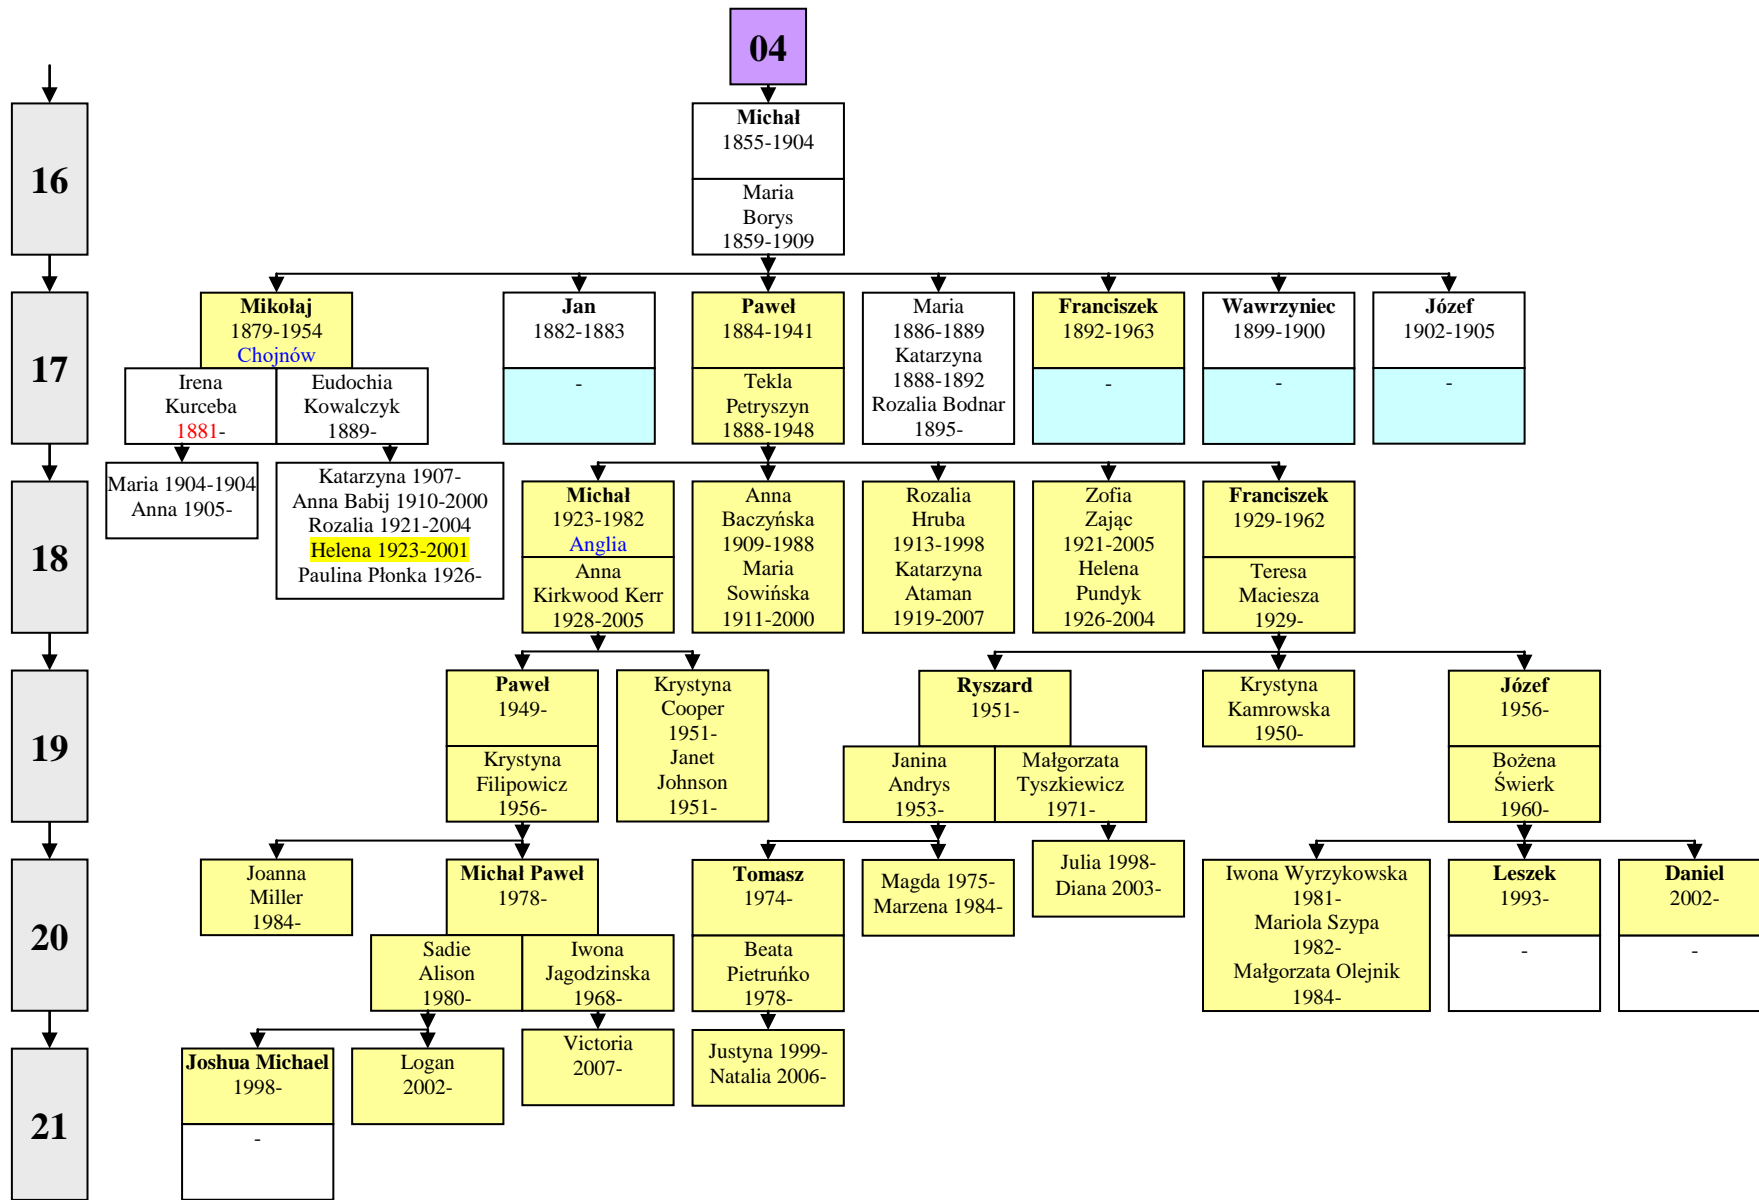 04
16
Michał
1855-1904
Maria
Borys
1859-1909
17
Mikołaj
1879-1954
Chojnów
Irena
Kurceba
1881-
Eudochia
Kowalczyk
1889-
Jan
1882-1883
-
Paweł
1884-1941
Tekla
Petryszyn
1888-1948
Maria
1886-1889
Katarzyna
1888-1892
Rozalia Bodnar
1895-
Franciszek
1892-1963
-
Wawrzyniec
1899-1900
-
Józef
1902-1905
-
18
Maria 1904-1904
Anna 1905-
Katarzyna 1907-
Anna Babij 1910-2000
Rozalia 1921-2004
Helena 1923-2001
Paulina Płonka 1926-
Michał
1923-1982
Anglia
Anna
Kirkwood Kerr
1928-2005
Anna
Baczyńska
1909-1988
Maria
Sowińska
1911-2000
Rozalia
Hruba
1913-1998
Katarzyna
Ataman
1919-2007
Zofia
Zając
1921-2005
Helena
Pundyk
1926-2004
Franciszek
1929-1962
Teresa
Maciesza
1929-
19
Paweł
1949-
Krystyna
Filipowicz
1956-
Krystyna
Cooper
1951-
Janet
Johnson
1951-
Ryszard
1951-
Janina
Andrys
1953-
Małgorzata
Tyszkiewicz
1971-
Krystyna
Kamrowska
1950-
Józef
1956-
Bożena
Świerk
1960-
20
Joanna
Miller
1984-
Michał Paweł
1978-
Sadie
Alison
1980-
Iwona
Jagodzinska
1968-
Tomasz
1974-
Beata
Pietruńko
1978-
Magda 1975-
Marzena 1984-
Julia 1998-
Diana 2003-
Iwona Wyrzykowska
1981-
Mariola Szypa
1982-
Małgorzata Olejnik
1984-
Leszek
1993-
-
Daniel
2002-
-
21
Joshua Michael
1998-
-
Logan
2002-
Victoria
2007-
Justyna 1999-
Natalia 2006-